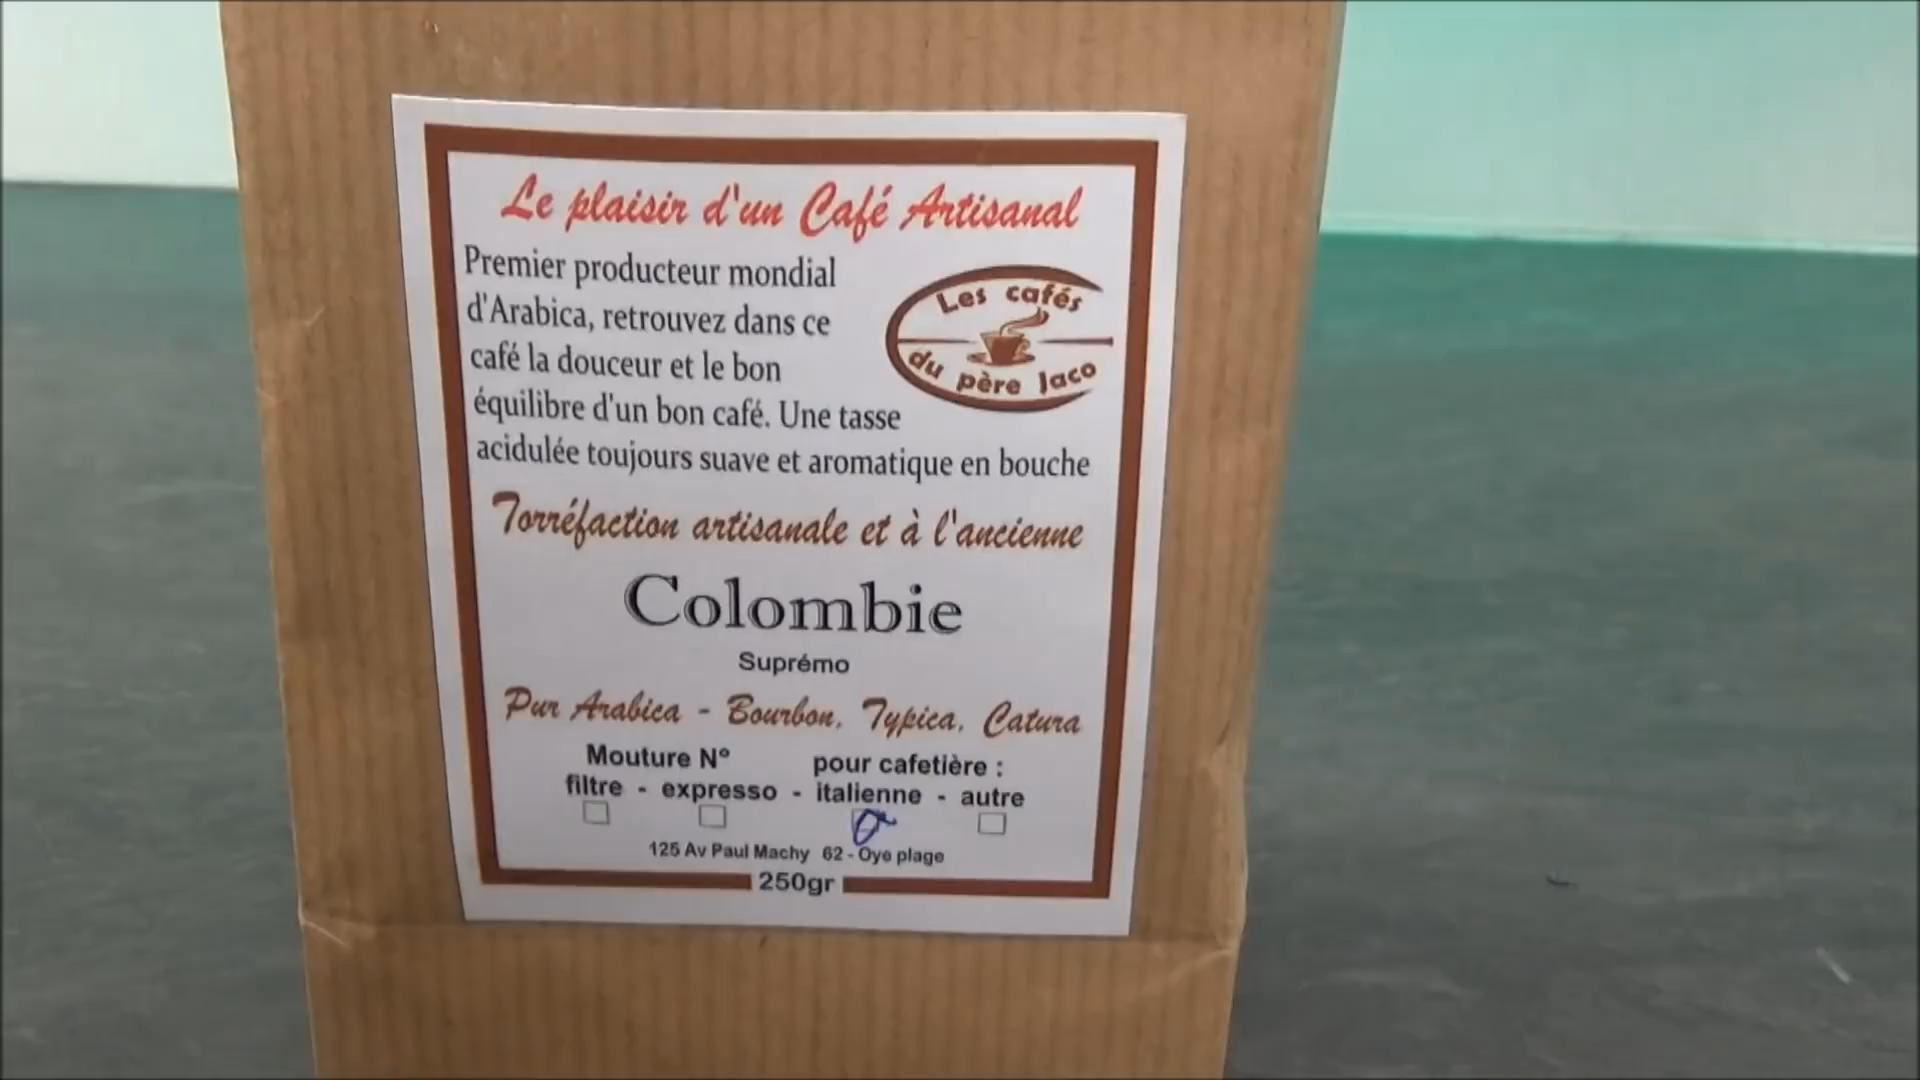 Le plaisir d'un Café Artisanal
Premier producteur mondial
d'Arabica, retrouvez dans ce
café la douceur et le bon
équilibre d'un bon café. Une tasse
acidulée toujours suave et aromatique en bouche
Les cafés
du père Jaco
Torréfaction artisanale et à l'ancienne
Colombie
Suprémo
Pur Arabica - Bourbon, Typica, Catura
Mouture N° pour cafetière :
filtre - expresso - italienne - autre
125 Av Paul Machy 62 - Oye plage
250gr